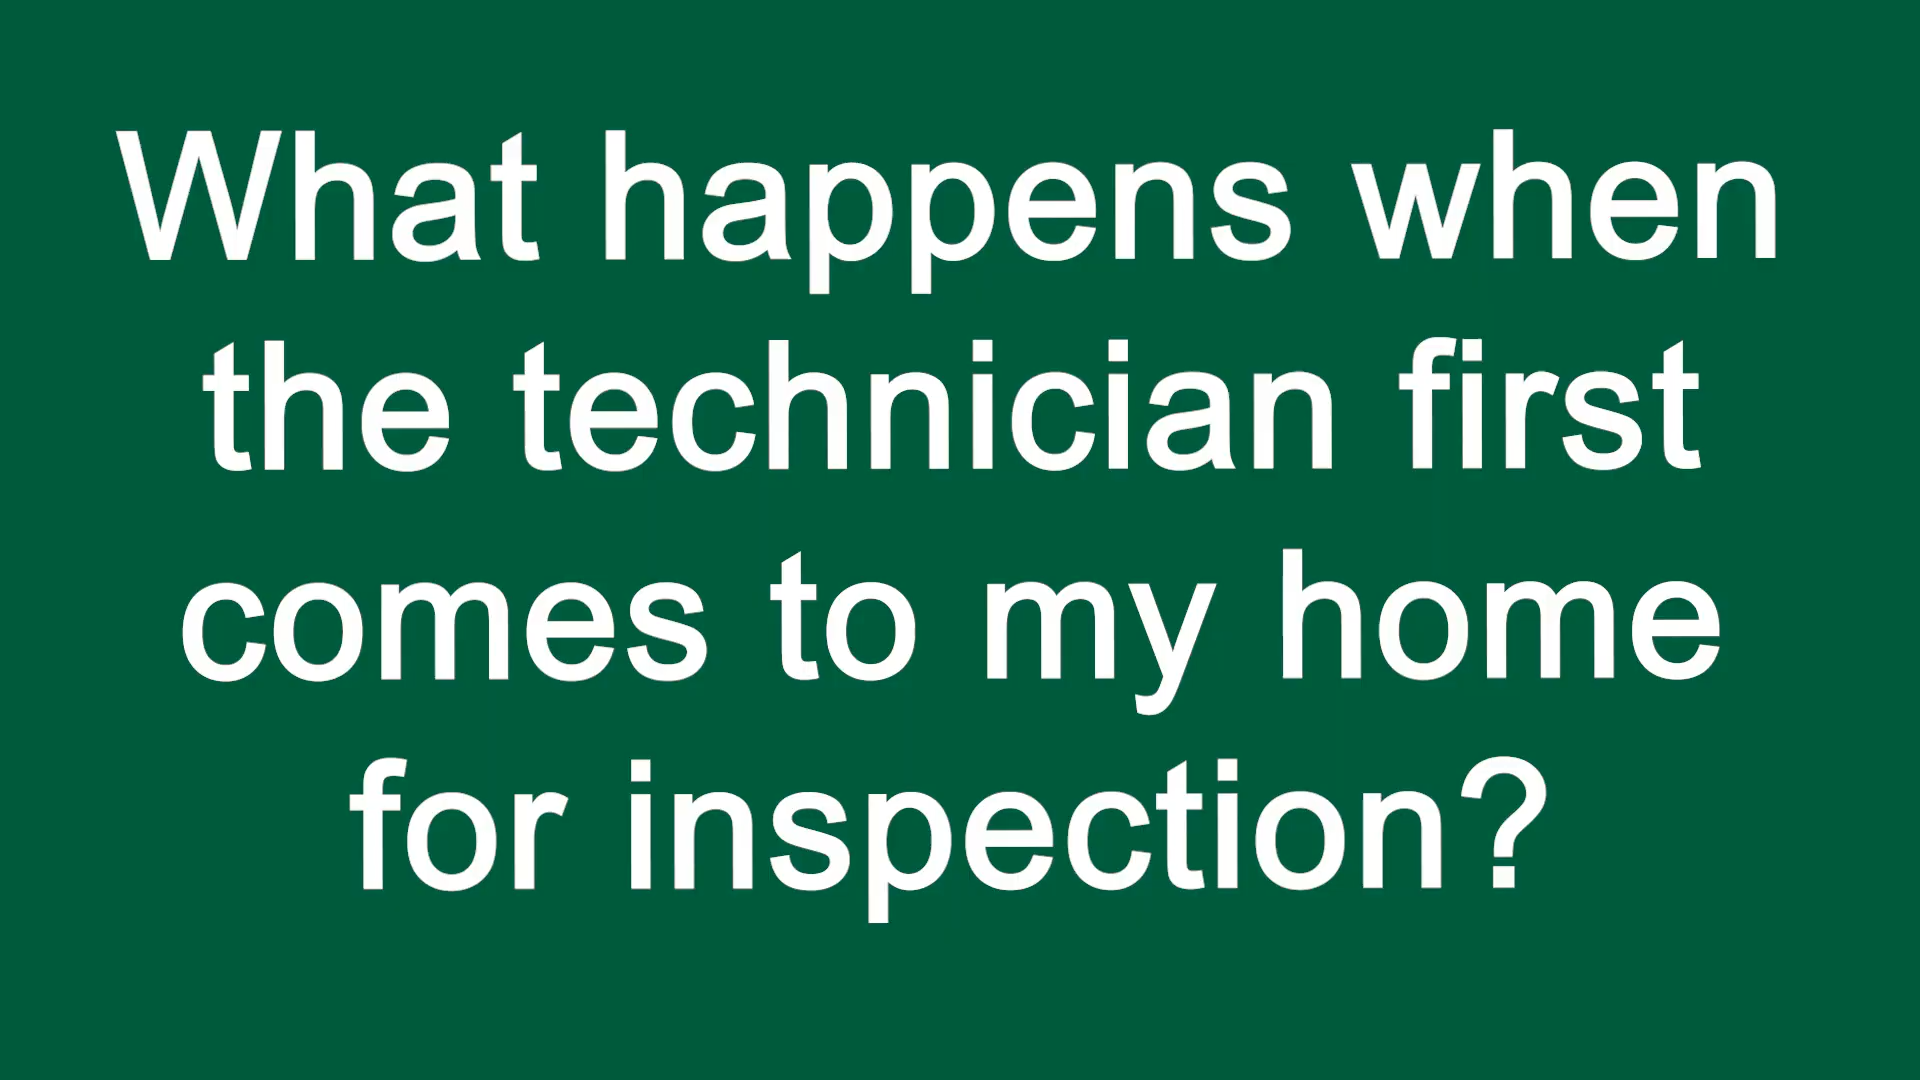 What happens when
the technician first
comes to my home
for inspection?